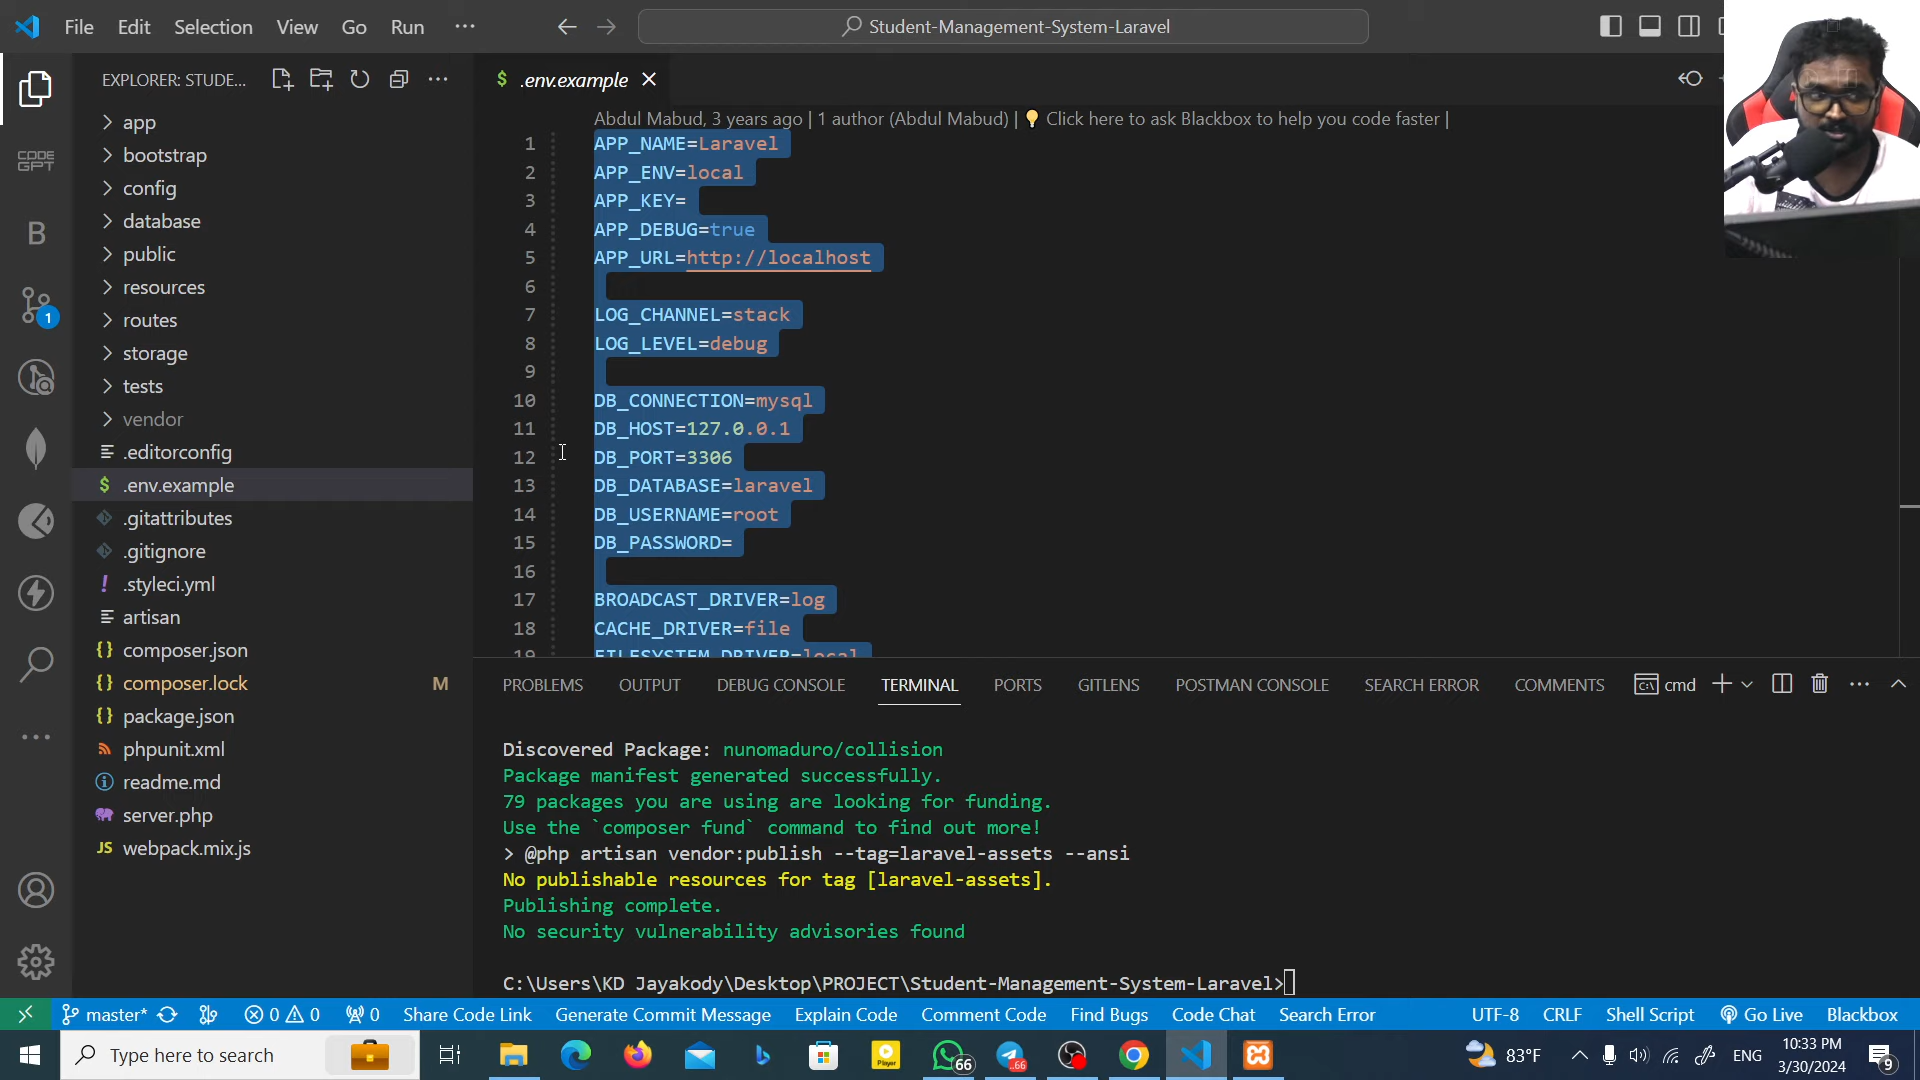 File Edit Selection View Go Run ···
Student-Management-System-Laravel
EXPLORER: STUDE...
app
bootstrap
config
database
public
resources
routes
storage
tests
vendor
.editorconfig
.env.example
.gitattributes
.gitignore
.styleci.yml
artisan
composer.json
composer.lock M
package.json
phpunit.xml
readme.md
server.php
JS webpack.mix.js
CODE
GPT
B
1
$ .env.example
Abdul Mabud, 3 years ago | 1 author (Abdul Mabud) | Click here to ask Blackbox to help you code faster |
1 APP_NAME=Laravel
2 APP_ENV=local
3 APP_KEY=
4 APP_DEBUG=true
5 APP_URL=http://localhost
6
7 LOG_CHANNEL=stack
8 LOG_LEVEL=debug
9
10 DB_CONNECTION=mysql
11 DB_HOST=127.0.0.1
12 DB_PORT=3306
13 DB_DATABASE=laravel
14 DB_USERNAME=root
15 DB_PASSWORD=
16
17 BROADCAST_DRIVER=log
18 CACHE_DRIVER=file
19 FILESYSTEM_DRIVER=local
PROBLEMS OUTPUT DEBUG CONSOLE TERMINAL PORTS GITLENS POSTMAN CONSOLE SEARCH ERROR COMMENTS cmd
Discovered Package: nunomaduro/collision
Package manifest generated successfully.
79 packages you are using are looking for funding.
Use the `composer fund` command to find out more!
> @php artisan vendor:publish --tag=laravel-assets --ansi
No publishable resources for tag [laravel-assets].
Publishing complete.
No security vulnerability advisories found
C:\Users\KD Jayakody\Desktop\PROJECT\Student-Management-System-Laravel>
master* 0 0 0 Share Code Link Generate Commit Message Explain Code Comment Code Find Bugs Code Chat Search Error UTF-8 CRLF Shell Script Go Live Blackbox
Type here to search
Player
66
66
83°F
ENG
10:33 PM
3/30/2024
9